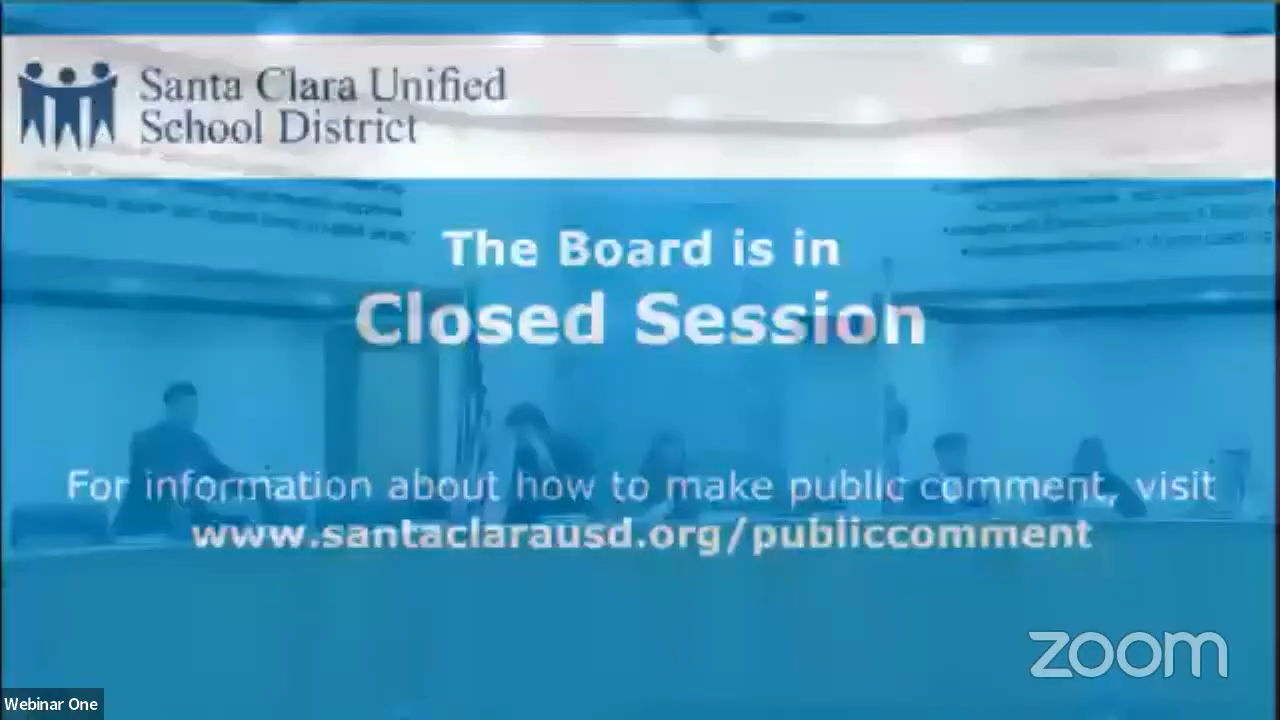 Santa Clara Unified
School District
The Board is in
Closed Session
For information about how to make public comment, visit
www.santaclarausd.org/publiccomment
zoom
Webinar One